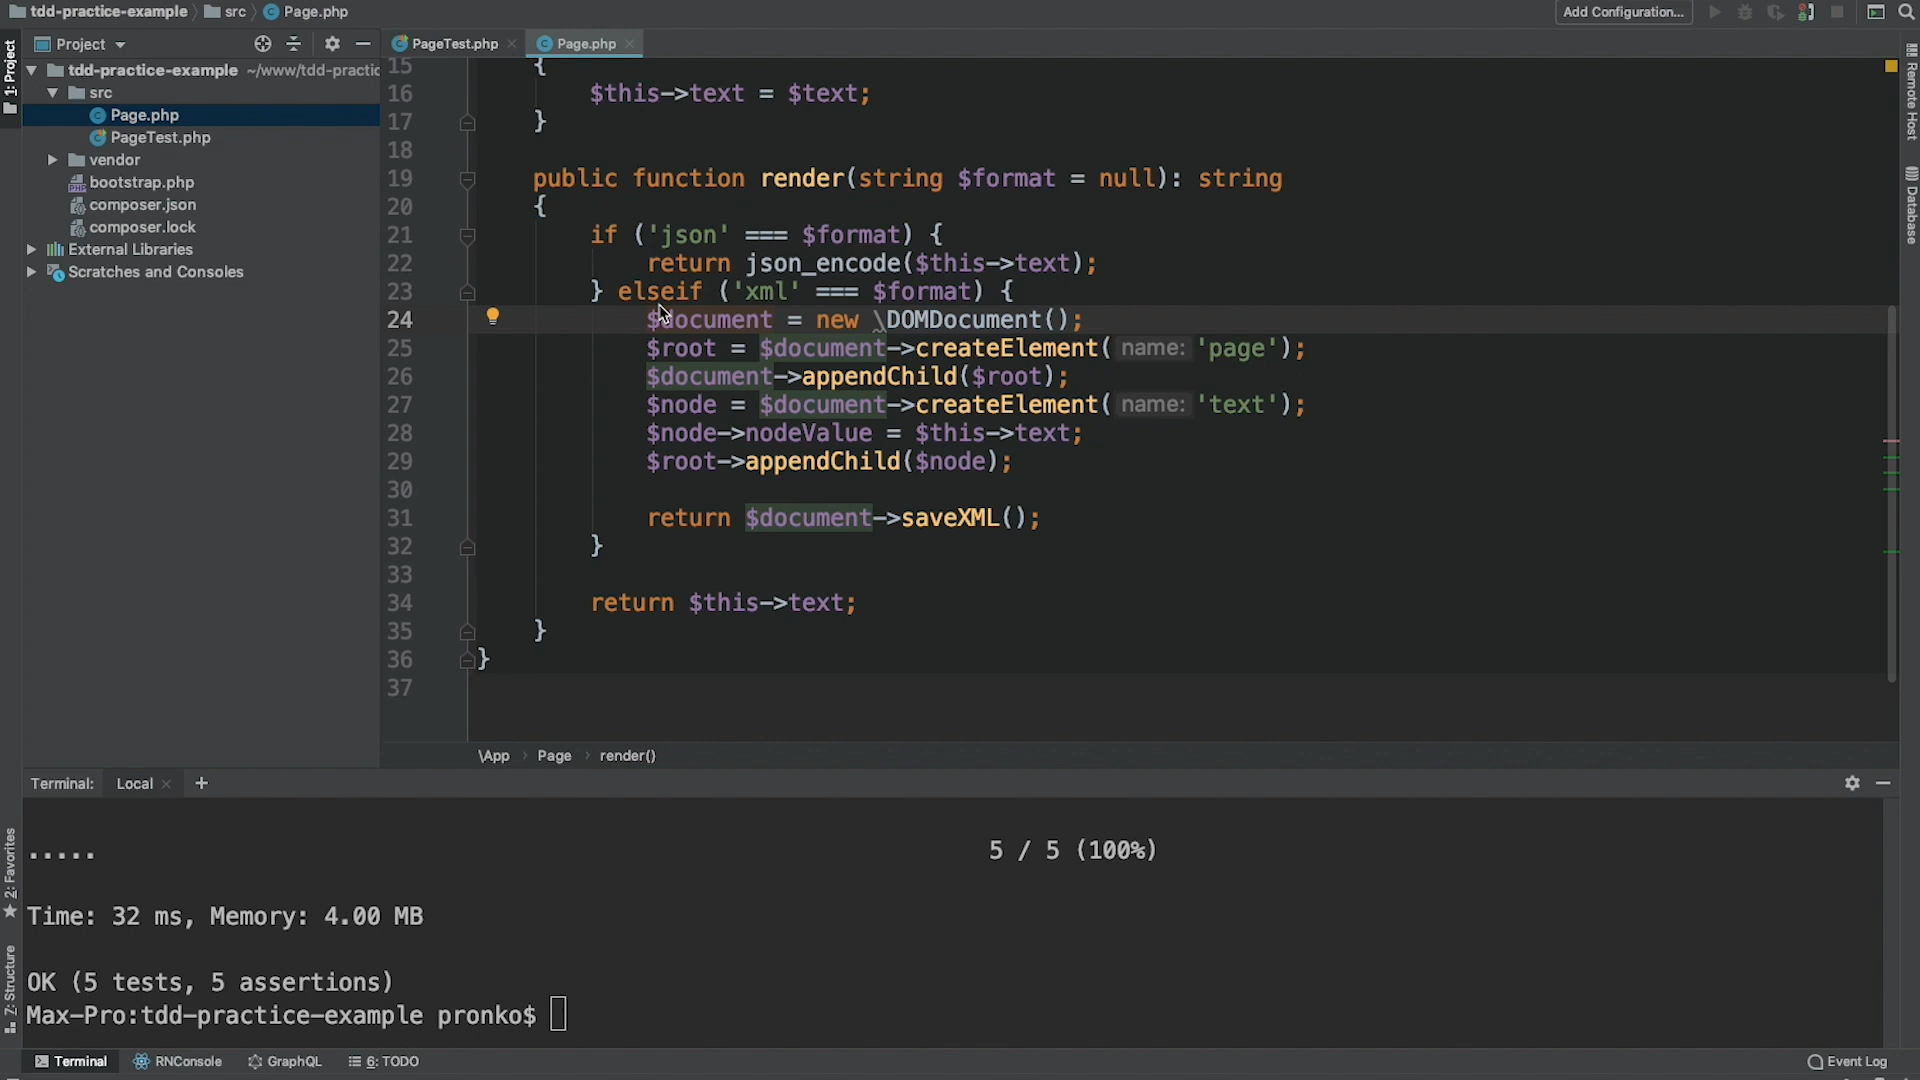 tdd-practice-example src Page.php
Add Configuration...
Project
PageTest.php
Page.php
1: Project
tdd-practice-example ~/www/tdd-practic
src
Page.php
PageTest.php
vendor
bootstrap.php
composer.json
composer.lock
External Libraries
Scratches and Consoles
15 {
16 $this->text = $text;
17 }
18
19 public function render(string $format = null): string
20 {
21 if ('json' === $format) {
22 return json_encode($this->text);
23 } elseif ('xml' === $format) {
24 $document = new \DOMDocument();
25 $root = $document->createElement( name: 'page');
26 $document->appendChild($root);
27 $node = $document->createElement( name: 'text');
28 $node->nodeValue = $this->text;
29 $root->appendChild($node);
30
31 return $document->saveXML();
32 }
33
34 return $this->text;
35 }
36 }
37
\App Page render()
Remote Host
Database
Terminal: Local +
..... 5 / 5 (100%)
Time: 32 ms, Memory: 4.00 MB
OK (5 tests, 5 assertions)
Max-Pro:tdd-practice-example pronko$
2: Favorites
Z: Structure
Terminal RNConsole GraphQL 6: TODO
Event Log